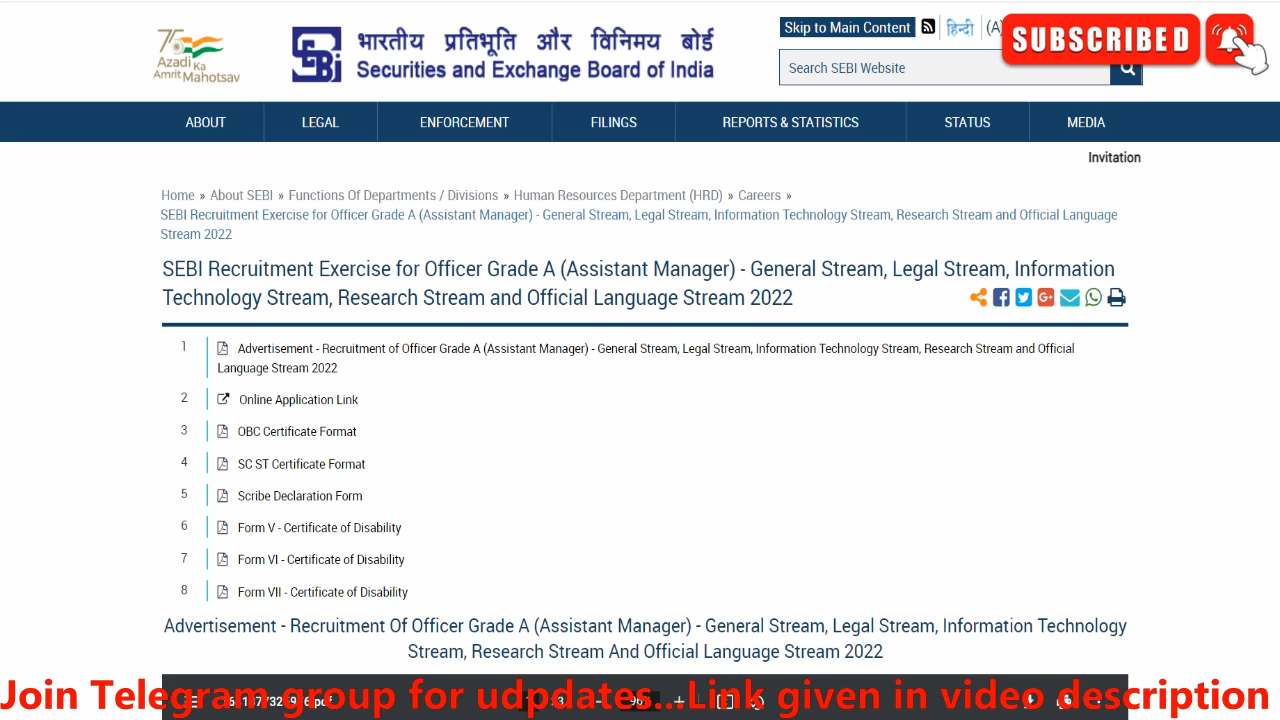 Azadi Ka
Amrit Mahotsav
भारतीय प्रतिभूति और विनिमय बोर्ड
Securities and Exchange Board of India
Skip to Main Content
हिन्दी
(A)
SUBSCRIBED
Search SEBI Website
ABOUT
LEGAL
ENFORCEMENT
FILINGS
REPORTS & STATISTICS
STATUS
MEDIA
Invitation
Home » About SEBI » Functions Of Departments / Divisions » Human Resources Department (HRD) » Careers »
SEBI Recruitment Exercise for Officer Grade A (Assistant Manager) - General Stream, Legal Stream, Information Technology Stream, Research Stream and Official Language
Stream 2022
SEBI Recruitment Exercise for Officer Grade A (Assistant Manager) - General Stream, Legal Stream, Information
Technology Stream, Research Stream and Official Language Stream 2022
1 Advertisement - Recruitment of Officer Grade A (Assistant Manager) - General Stream, Legal Stream, Information Technology Stream, Research Stream and Official
Language Stream 2022
2 Online Application Link
3 OBC Certificate Format
4 SC ST Certificate Format
5 Scribe Declaration Form
6 Form V - Certificate of Disability
7 Form VI - Certificate of Disability
8 Form VII - Certificate of Disability
Advertisement - Recruitment Of Officer Grade A (Assistant Manager) - General Stream, Legal Stream, Information Technology
Stream, Research Stream And Official Language Stream 2022
Join Telegram group for udpdates...Link given in video description